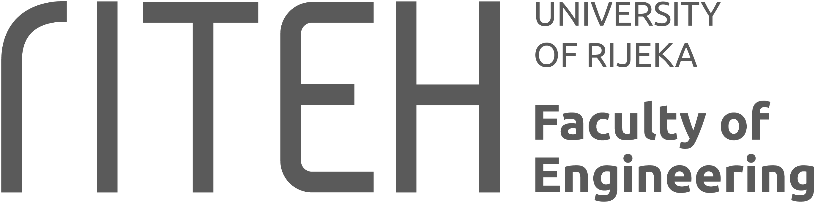 RITEH
UNIVERSITY
OF RIJEKA
Faculty of
Engineering